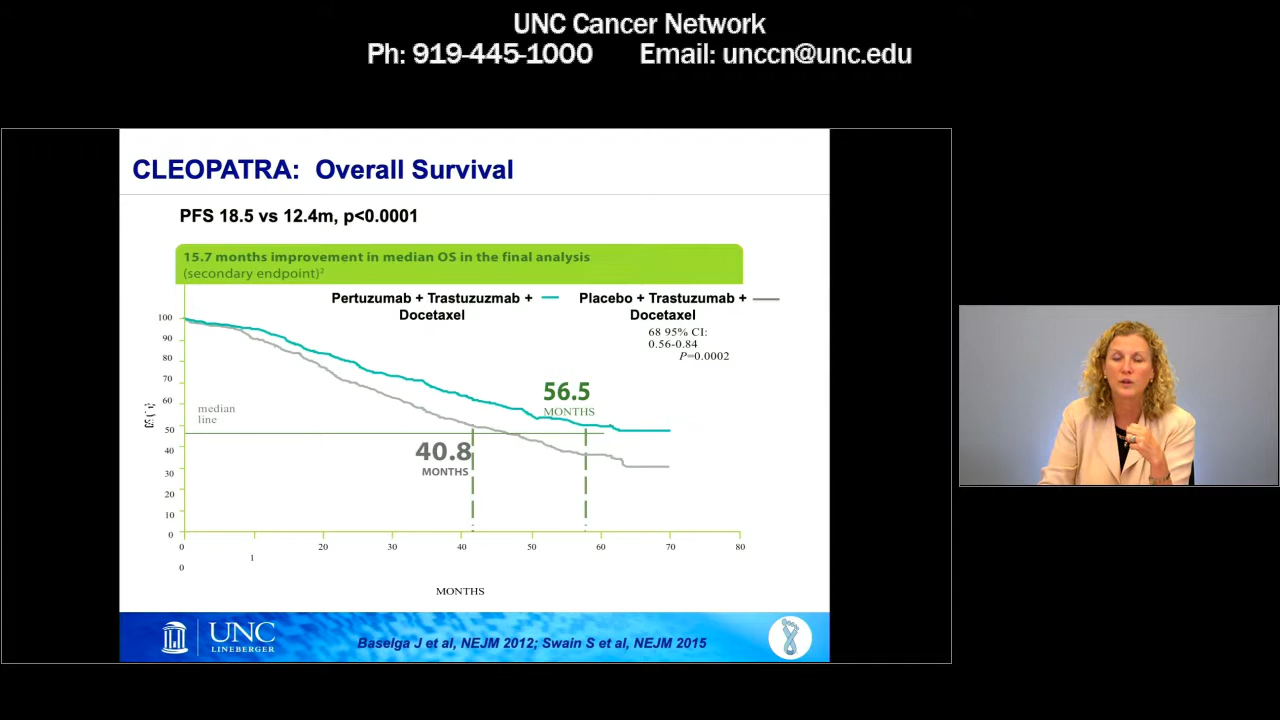 UNC Cancer Network
Ph: 919-445-1000 Email: unccn@unc.edu
CLEOPATRA: Overall Survival
PFS 18.5 vs 12.4m, p<0.0001
15.7 months improvement in median OS in the final analysis
(secondary endpoint)²
Pertuzumab + Trastuzuzmab +
Docetaxel
Placebo + Trastuzumab +
Docetaxel
68 95% CI:
0.56-0.84
P=0.0002
100
90
80
70
60
50
40
30
20
10
0
median
line
56.5
MONTHS
40.8
MONTHS
0 20 30 40 50 60 70 80
1
0
MONTHS
UNC
LINEBERGER
Baselga J et al, NEJM 2012; Swain S et al, NEJM 2015